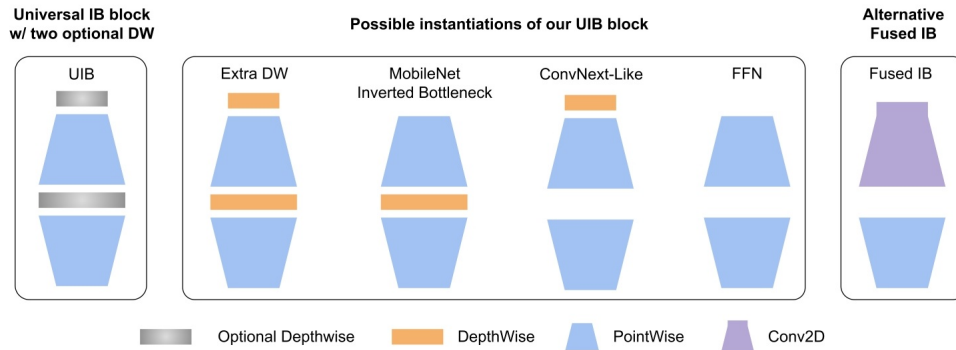 Universal IB block
w/ two optional DW
Possible instantiations of our UIB block
Alternative
Fused IB
UIB
Extra DW
MobileNet
Inverted Bottleneck
ConvNext-Like
FFN
Fused IB
Optional Depthwise
DepthWise
PointWise
Conv2D